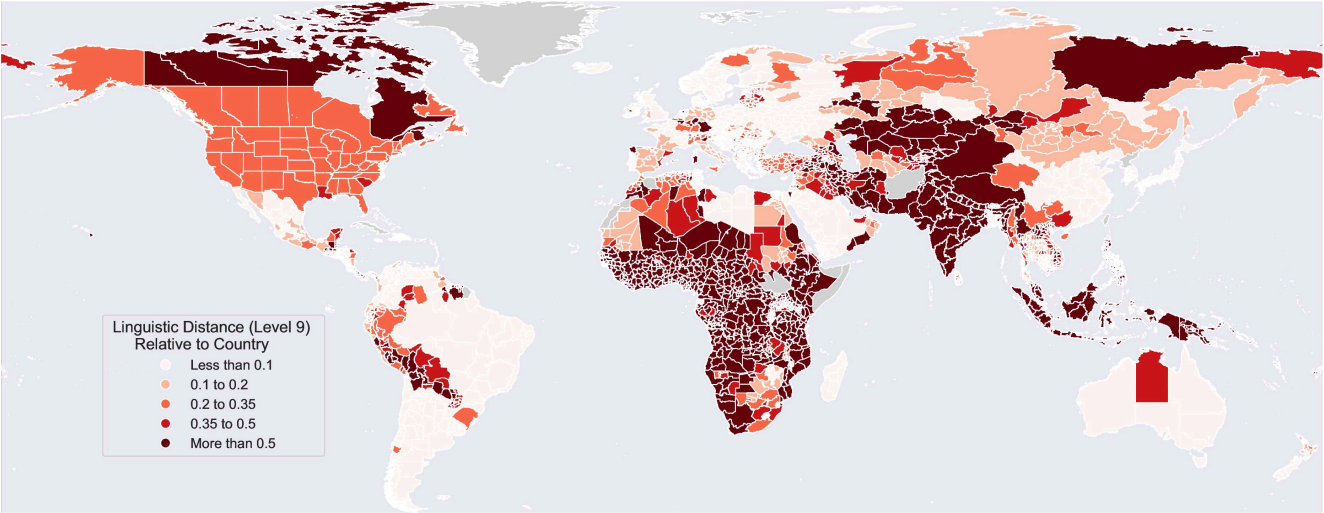 Linguistic Distance (Level 9)
Relative to Country
Less than 0.1
0.1 to 0.2
0.2 to 0.35
0.35 to 0.5
More than 0.5